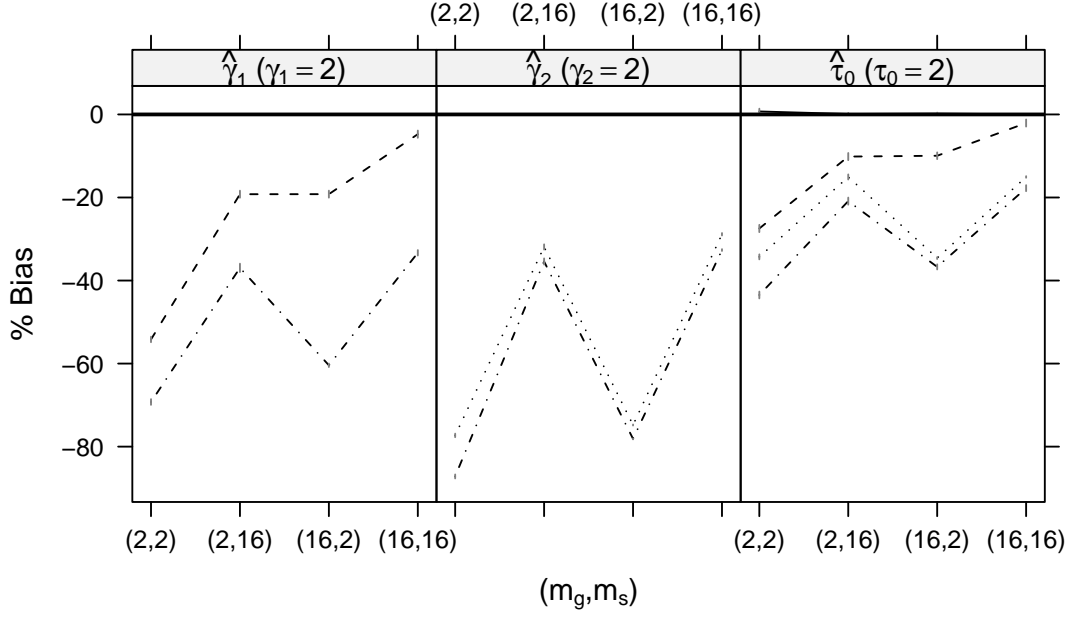 (2,2) (2,16) (16,2) (16,16)
γ̂₁ (γ₁ = 2) γ̂₂ (γ₂ = 2) τ̂₀ (τ₀ = 2)
0
−20
−40
−60
−80
% Bias
(2,2) (2,16) (16,2) (16,16) (2,2) (2,16) (16,2) (16,16)
(m_g,m_s)